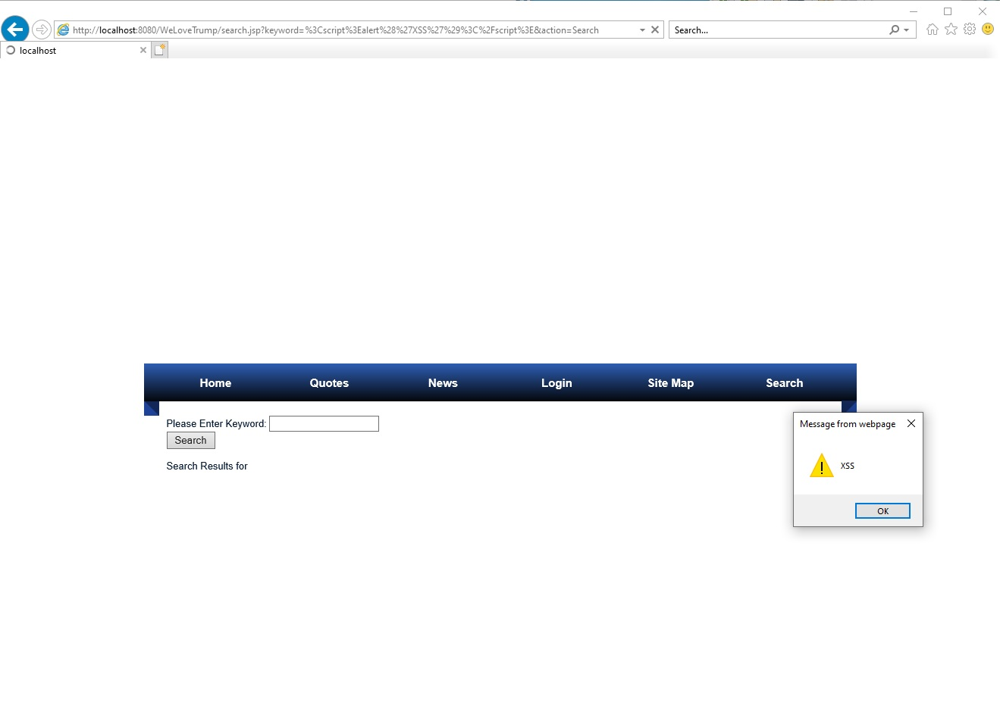 http://localhost:8080/WeLoveTrump/search.jsp?keyword=%3Cscript%3Ealert%28%27XSS%27%29%3C%2Fscript%3E&action=Search
Search...
localhost
Home Quotes News Login Site Map Search
Please Enter Keyword:
Search
Search Results for
Message from webpage
XSS
OK